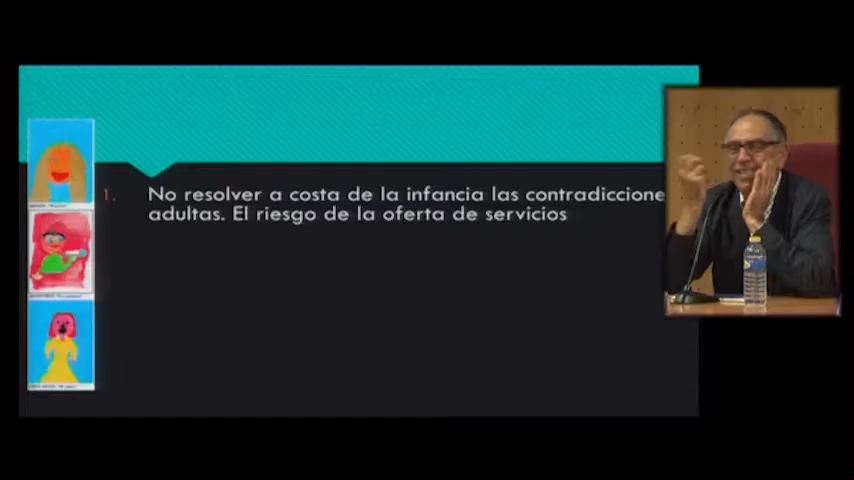 1. No resolver a costa de la infancia las contradiccione
adultas. El riesgo de la oferta de servicios